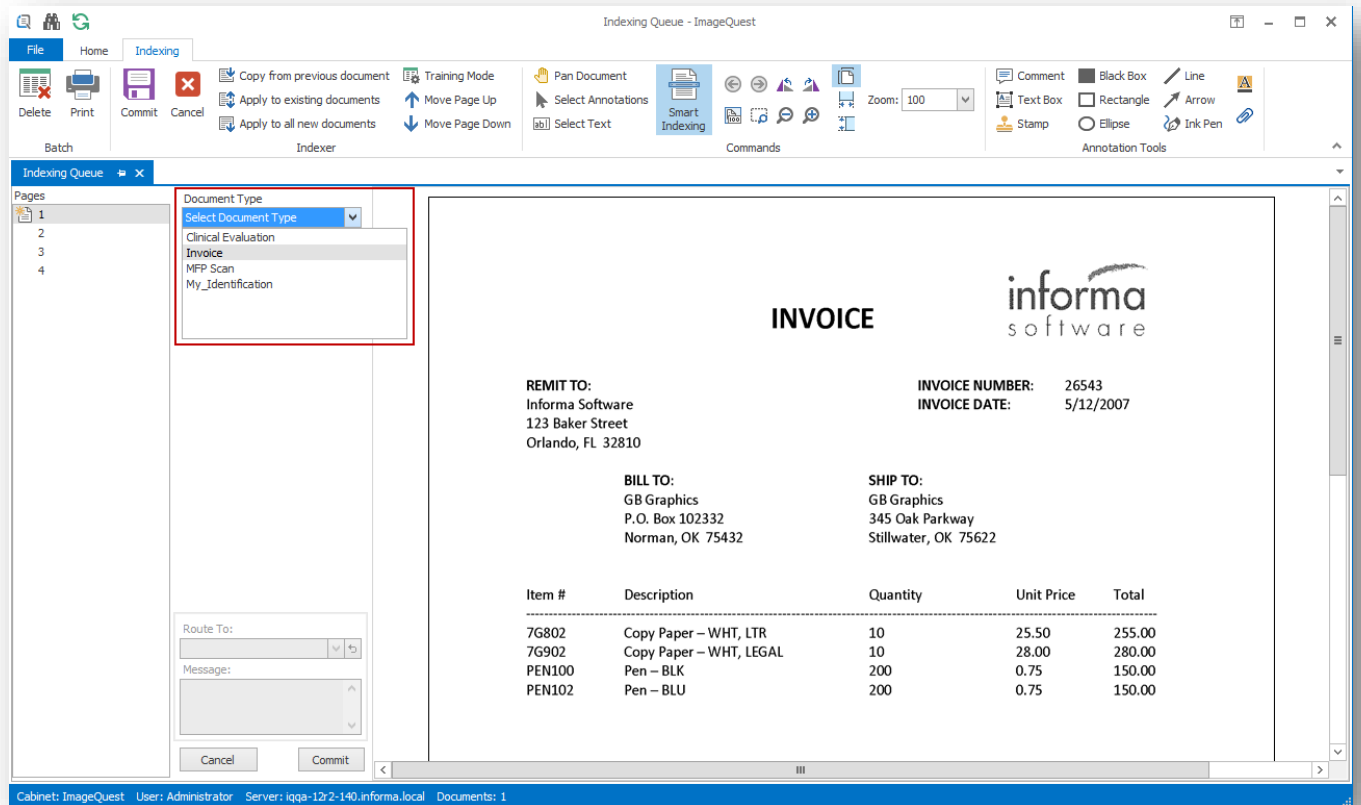 Indexing Queue - ImageQuest
File Home Indexing
Delete Print
Commit Cancel
Copy from previous document Training Mode
Apply to existing documents Move Page Up
Apply to all new documents Move Page Down
Pan Document
Select Annotations
Select Text
Smart Indexing
Zoom: 100
Comment Black Box Line
Text Box Rectangle Arrow
Stamp Ellipse Ink Pen
Batch Indexer Commands Annotation Tools
Indexing Queue
Pages
1
2
3
4
Document Type
Select Document Type
Clinical Evaluation
Invoice
MFP Scan
My_Identification
Route To:
Message:
Cancel Commit
informa
software
INVOICE
REMIT TO: INVOICE NUMBER: 26543
Informa Software INVOICE DATE: 5/12/2007
123 Baker Street
Orlando, FL 32810
BILL TO: SHIP TO:
GB Graphics GB Graphics
P.O. Box 102332 345 Oak Parkway
Norman, OK 75432 Stillwater, OK 75622
Item # Description Quantity Unit Price Total
7G802 Copy Paper – WHT, LTR 10 25.50 255.00
7G902 Copy Paper – WHT, LEGAL 10 28.00 280.00
PEN100 Pen – BLK 200 0.75 150.00
PEN102 Pen – BLU 200 0.75 150.00
Cabinet: ImageQuest User: Administrator Server: iqqa-12r2-140.informa.local Documents: 1